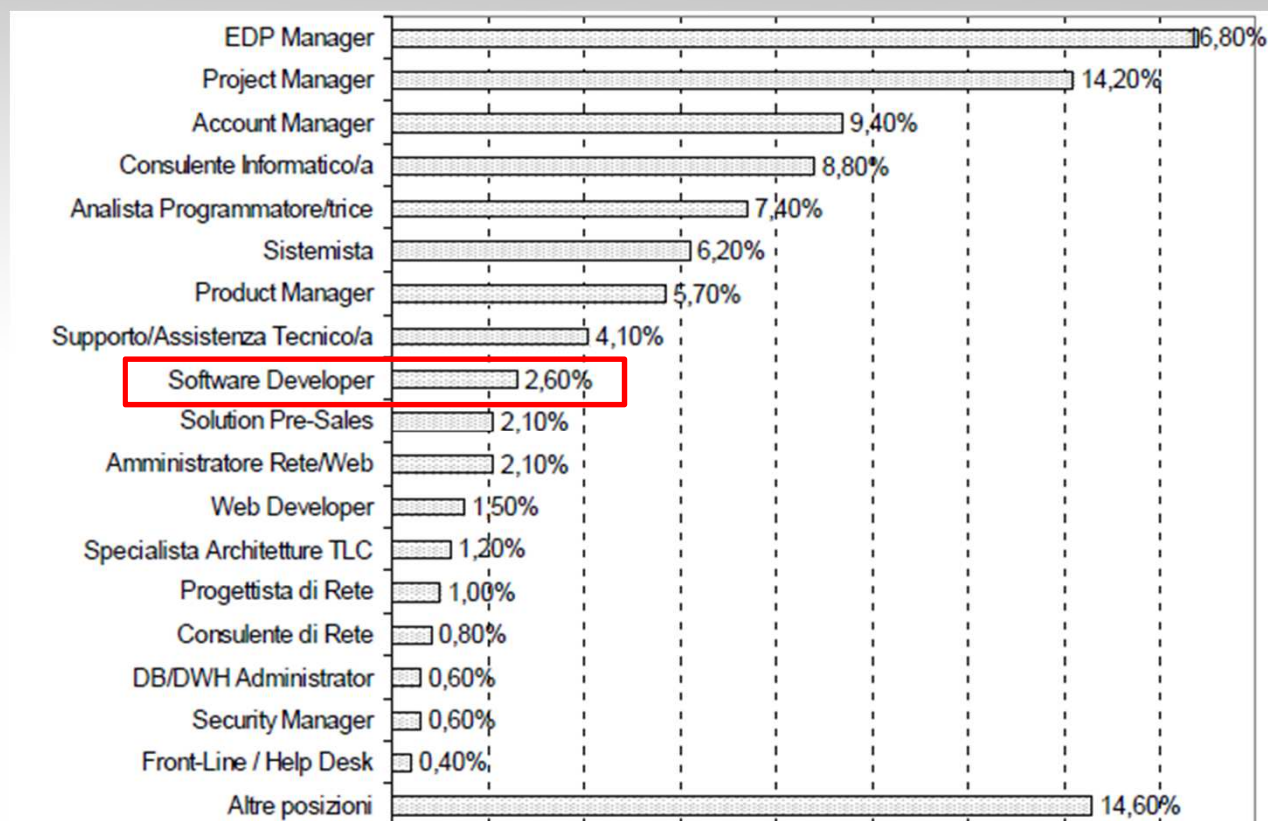 EDP Manager 16,80%
Project Manager 14,20%
Account Manager 9,40%
Consulente Informatico/a 8,80%
Analista Programmatore/trice 7,40%
Sistemista 6,20%
Product Manager 5,70%
Supporto/Assistenza Tecnico/a 4,10%
Software Developer 2,60%
Solution Pre-Sales 2,10%
Amministratore Rete/Web 2,10%
Web Developer 1,50%
Specialista Architetture TLC 1,20%
Progettista di Rete 1,00%
Consulente di Rete 0,80%
DB/DWH Administrator 0,60%
Security Manager 0,60%
Front-Line / Help Desk 0,40%
Altre posizioni 14,60%